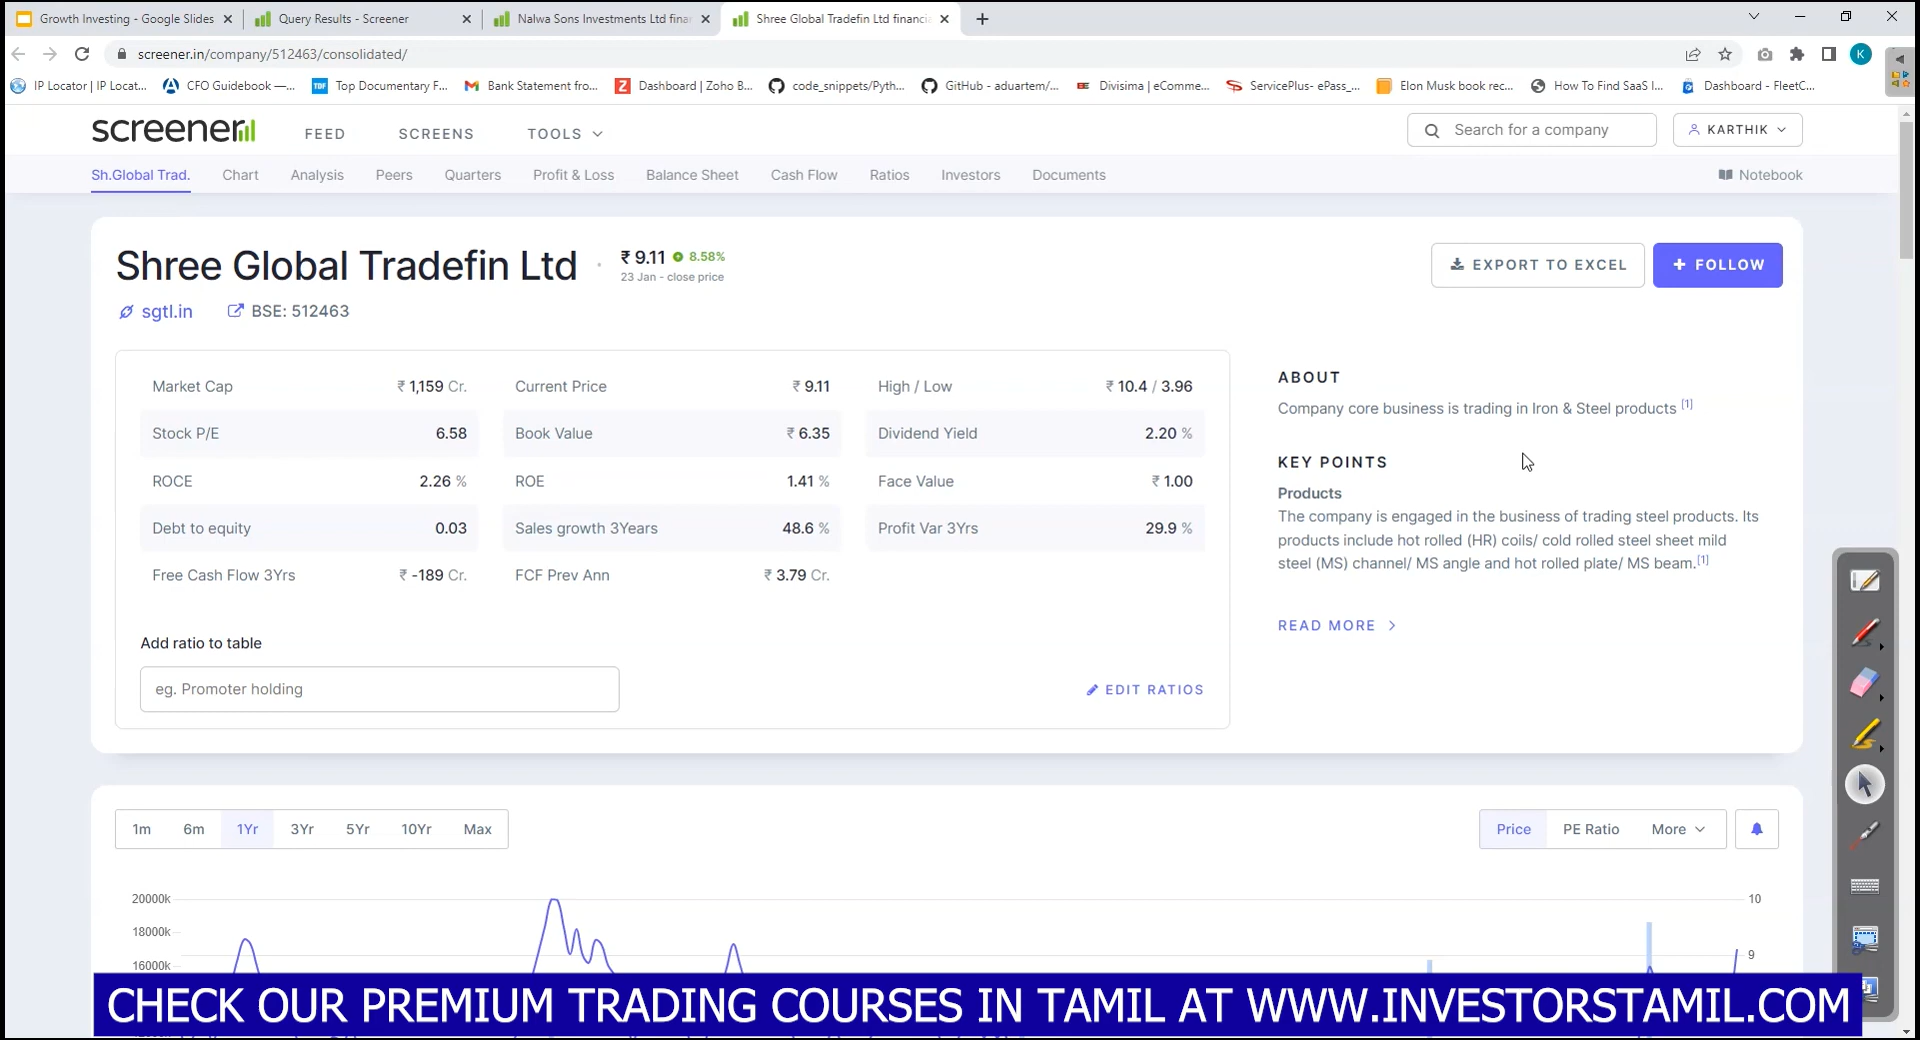 Growth Investing - Google Slides
Query Results - Screener
Nalwa Sons Investments Ltd fina
Shree Global Tradefin Ltd financia
screener.in/company/512463/consolidated/
K
IP Locator | IP Locat...
CFO Guidebook —...
TDF Top Documentary F...
Bank Statement fro...
Z Dashboard | Zoho B...
code_snippets/Pyth...
GitHub - aduartem/...
Divisima | eComme...
ServicePlus- ePass_...
Elon Musk book rec...
How To Find SaaS I...
Dashboard - FleetC...
screener
FEED
SCREENS
TOOLS
Search for a company
KARTHIK
Sh.Global Trad.
Chart
Analysis
Peers
Quarters
Profit & Loss
Balance Sheet
Cash Flow
Ratios
Investors
Documents
Notebook
Shree Global Tradefin Ltd
₹ 9.11 8.58%
23 Jan - close price
EXPORT TO EXCEL
+ FOLLOW
sgtl.in
BSE: 512463
Market Cap ₹ 1,159 Cr.
Current Price ₹ 9.11
High / Low ₹ 10.4 / 3.96
Stock P/E 6.58
Book Value ₹ 6.35
Dividend Yield 2.20 %
ROCE 2.26 %
ROE 1.41 %
Face Value ₹ 1.00
Debt to equity 0.03
Sales growth 3Years 48.6 %
Profit Var 3Yrs 29.9 %
Free Cash Flow 3Yrs ₹ -189 Cr.
FCF Prev Ann ₹ 3.79 Cr.
Add ratio to table
eg. Promoter holding
EDIT RATIOS
ABOUT
Company core business is trading in Iron & Steel products [1]
KEY POINTS
Products
The company is engaged in the business of trading steel products. Its
products include hot rolled (HR) coils/ cold rolled steel sheet mild
steel (MS) channel/ MS angle and hot rolled plate/ MS beam.[1]
READ MORE
1m
6m
1Yr
3Yr
5Yr
10Yr
Max
Price
PE Ratio
More
20000k
10
18000k
9
16000k
CHECK OUR PREMIUM TRADING COURSES IN TAMIL AT WWW.INVESTORSTAMIL.COM